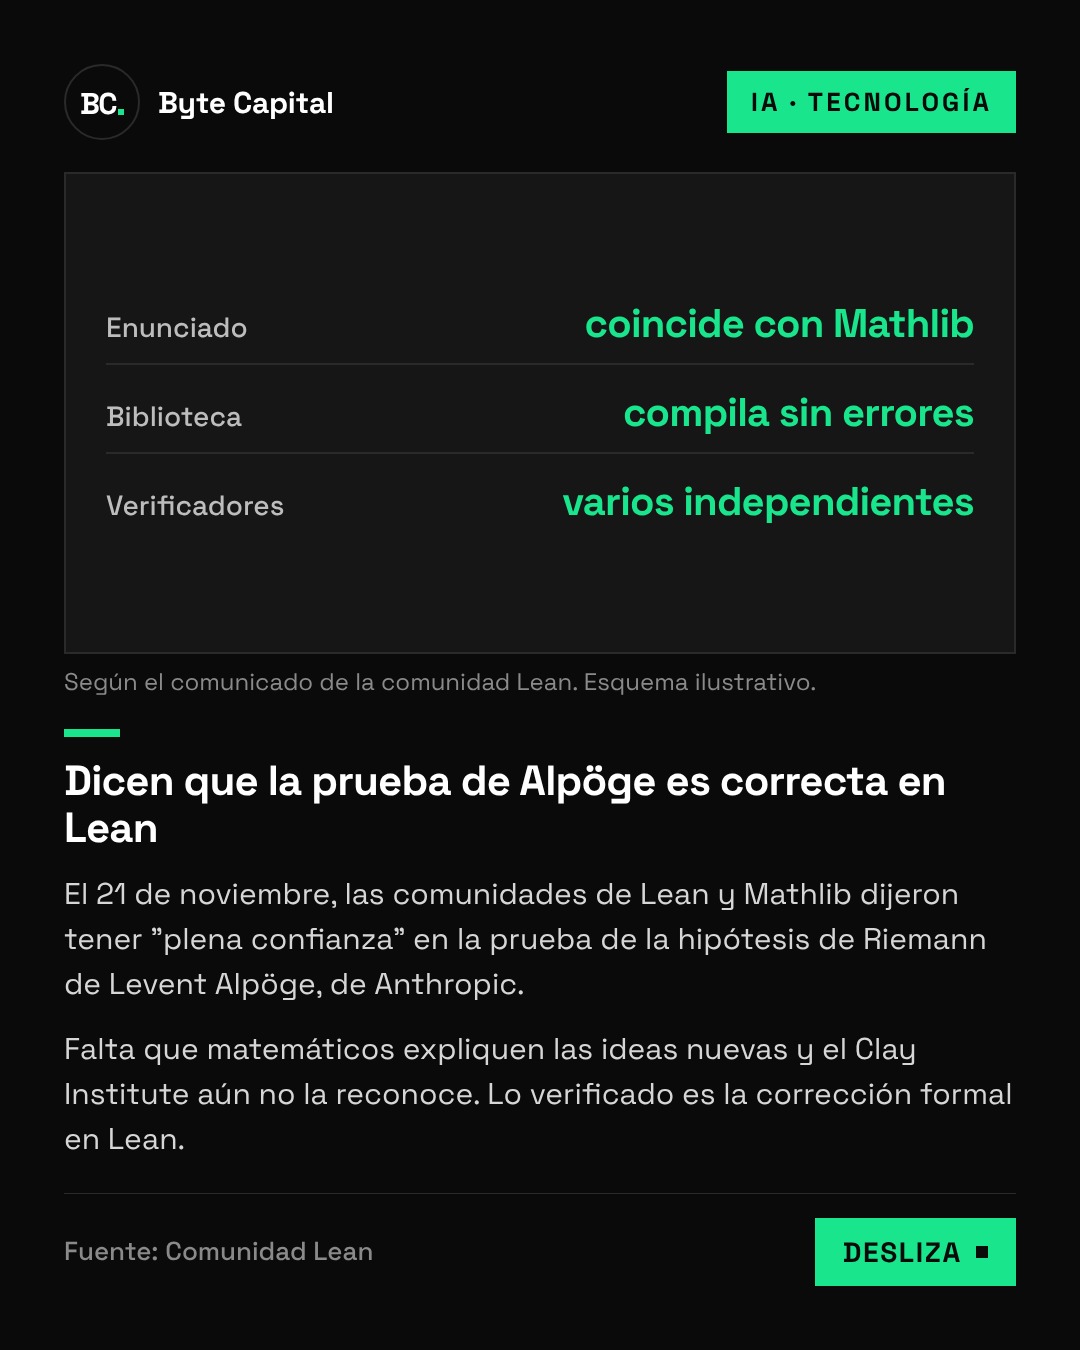 BC.
Byte Capital
IA · TECNOLOGÍA
Enunciado
coincide con Mathlib
Biblioteca
compila sin errores
Verificadores
varios independientes
Según el comunicado de la comunidad Lean. Esquema ilustrativo.
Dicen que la prueba de Alpöge es correcta en
Lean
El 21 de noviembre, las comunidades de Lean y Mathlib dijeron
tener ”plena confianza” en la prueba de la hipótesis de Riemann
de Levent Alpöge, de Anthropic.
Falta que matemáticos expliquen las ideas nuevas y el Clay
Institute aún no la reconoce. Lo verificado es la corrección formal
en Lean.
Fuente: Comunidad Lean
DESLIZA